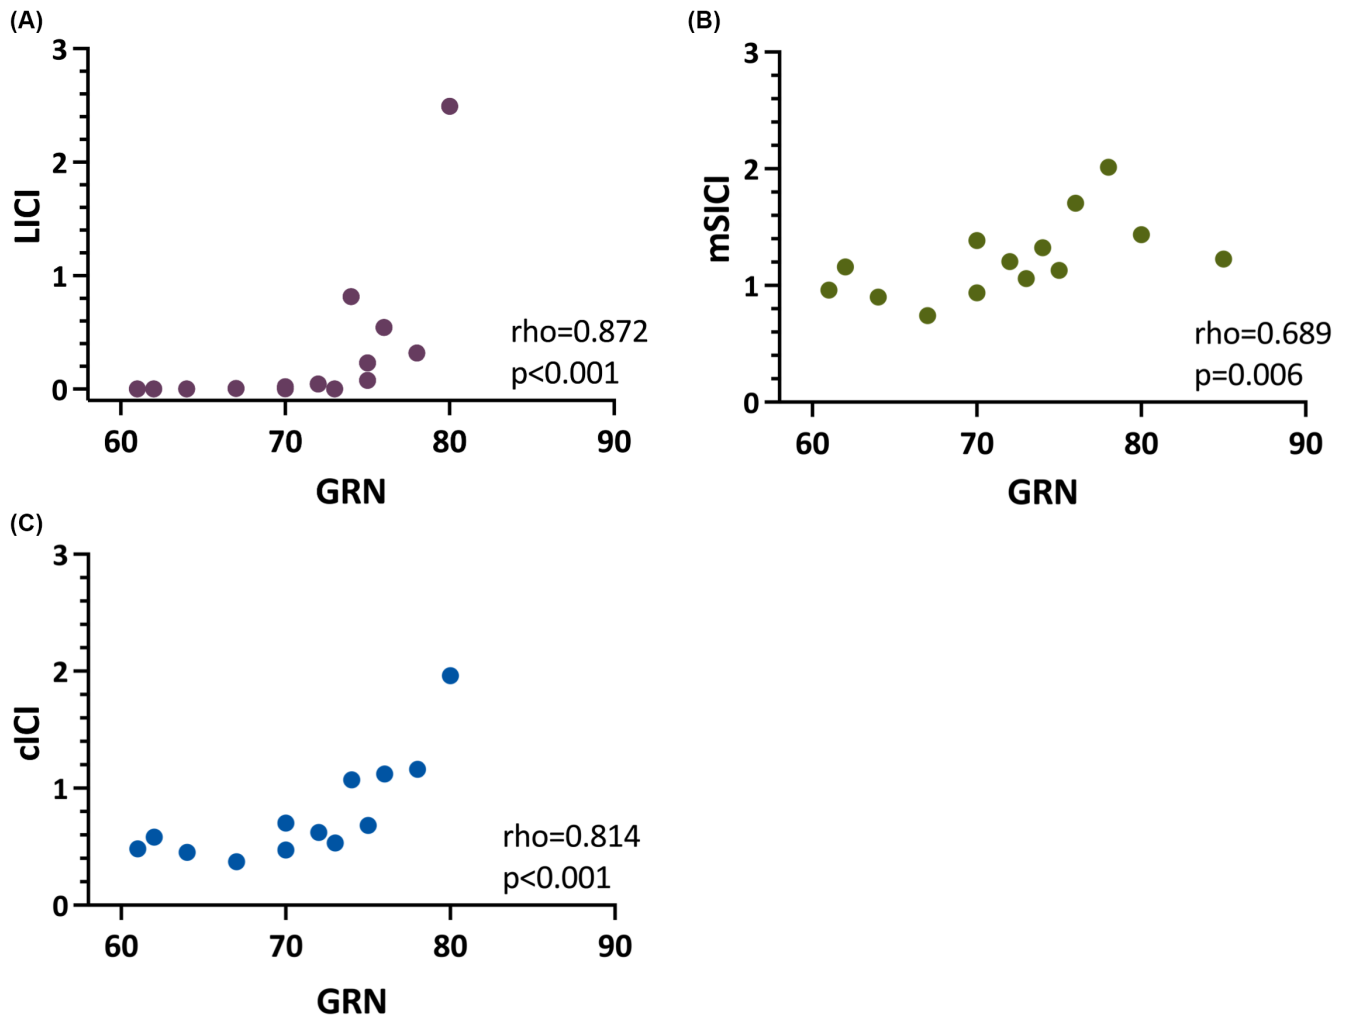 (A)
3
2
1
0
LICI
60 70 80 90
GRN
rho=0.872
p<0.001
(B)
3
2
1
0
mSICI
60 70 80 90
GRN
rho=0.689
p=0.006
(C)
3
2
1
0
cICI
60 70 80 90
GRN
rho=0.814
p<0.001